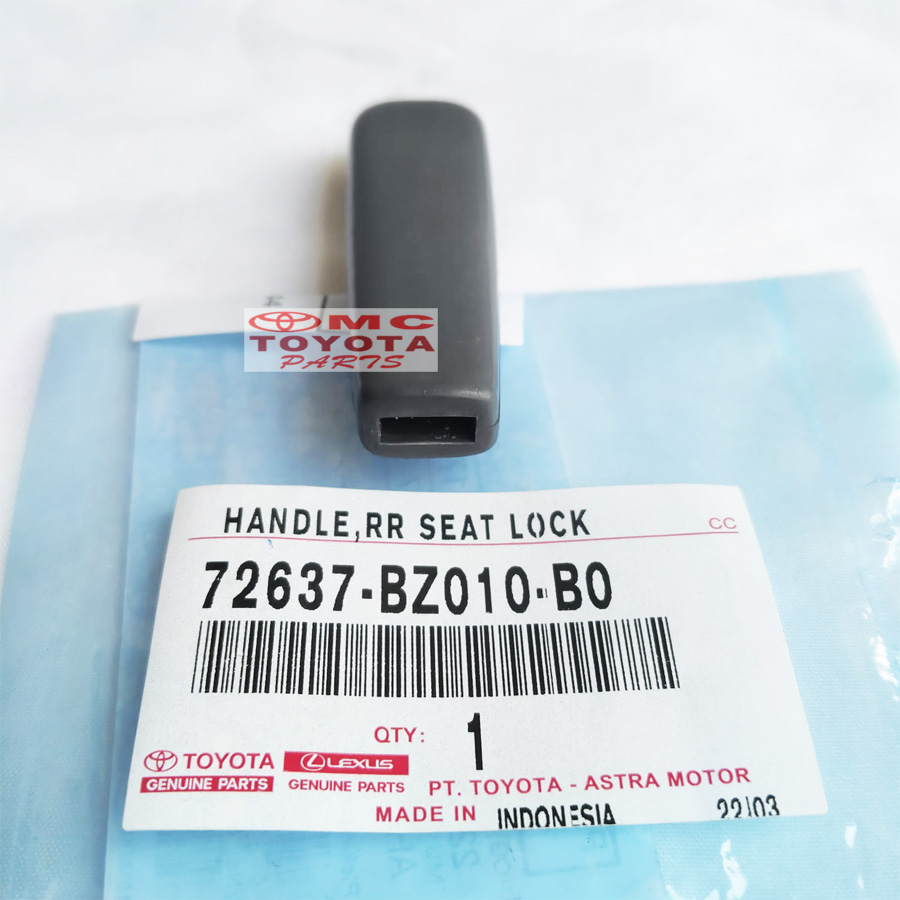 OMC
TOYOTA
PARTS
HANDLE,RR SEAT LOCK
CC
72637-BZ010-B0
QTY: 1
TOYOTA
GENUINE PARTS
LEXUS
GENUINE PARTS
PT. TOYOTA - ASTRA MOTOR
MADE IN INDONESIA
22/03